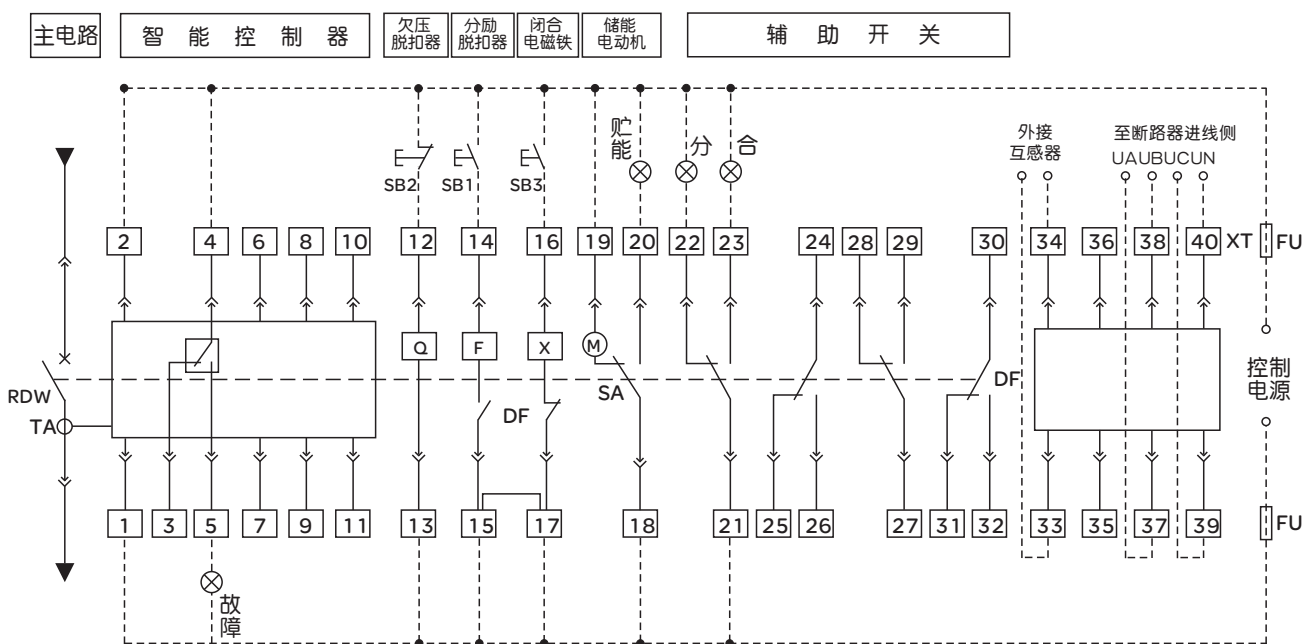 主电路
智能控制器
欠压
脱扣器
分励
脱扣器
闭合
电磁铁
储能
电动机
辅助开关
贮能
分
合
外接
互感器
至断路器进线侧
UAUBUCUN
SB2
SB1
SB3
2 4 6 8 10 12 14 16 19 20 22 23 24 28 29 30 34 36 38 40 XT FU
Q F X M
RDW
SA
DF
控制
电源
TA
DF
1 3 5 7 9 11 13 15 17 18 21 25 26 27 31 32 33 35 37 39 FU
故障